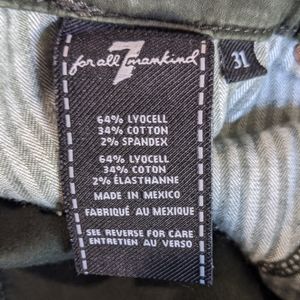 7
for all mankind
31
64% LYOCELL
34% COTTON
2% SPANDEX
64% LYOCELL
34% COTON
2% ÉLASTHANNE
MADE IN MEXICO
FABRIQUÉ AU MEXIQUE
SEE REVERSE FOR CARE
ENTRETIEN AU VERSO